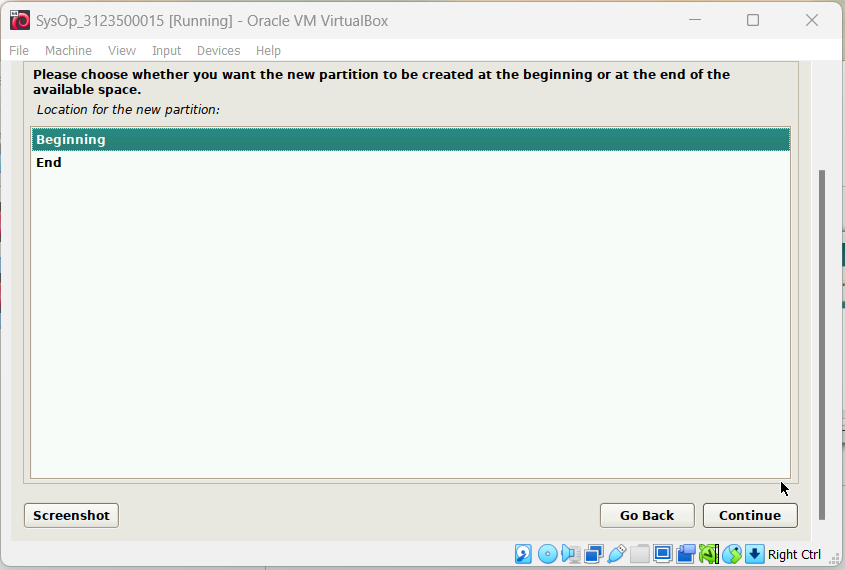 SysOp_3123500015 [Running] - Oracle VM VirtualBox
File Machine View Input Devices Help
Please choose whether you want the new partition to be created at the beginning or at the end of the
available space.
Location for the new partition:
Beginning
End
Screenshot Go Back Continue
Right Ctrl